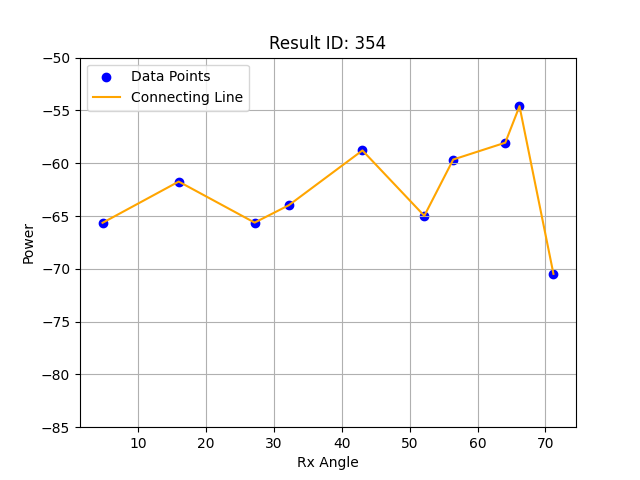 Result ID: 354
Data Points
Connecting Line
−50
−55
−60
−65
−70
−75
−80
−85
Power
10 20 30 40 50 60 70
Rx Angle